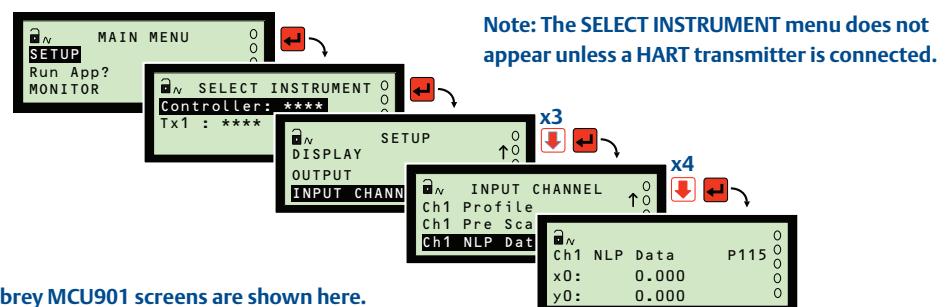 Note: The SELECT INSTRUMENT menu does not
appear unless a HART transmitter is connected.
MAIN MENU
SETUP
Run App?
MONITOR
SELECT INSTRUMENT
Controller: ****
Tx1 : ****
SETUP
DISPLAY
OUTPUT
INPUT CHANN
x3
INPUT CHANNEL
Ch1 Profile
Ch1 Pre Sca
Ch1 NLP Dat
x4
Ch1 NLP Data P115
x0: 0.000
y0: 0.000
brey MCU901 screens are shown here.